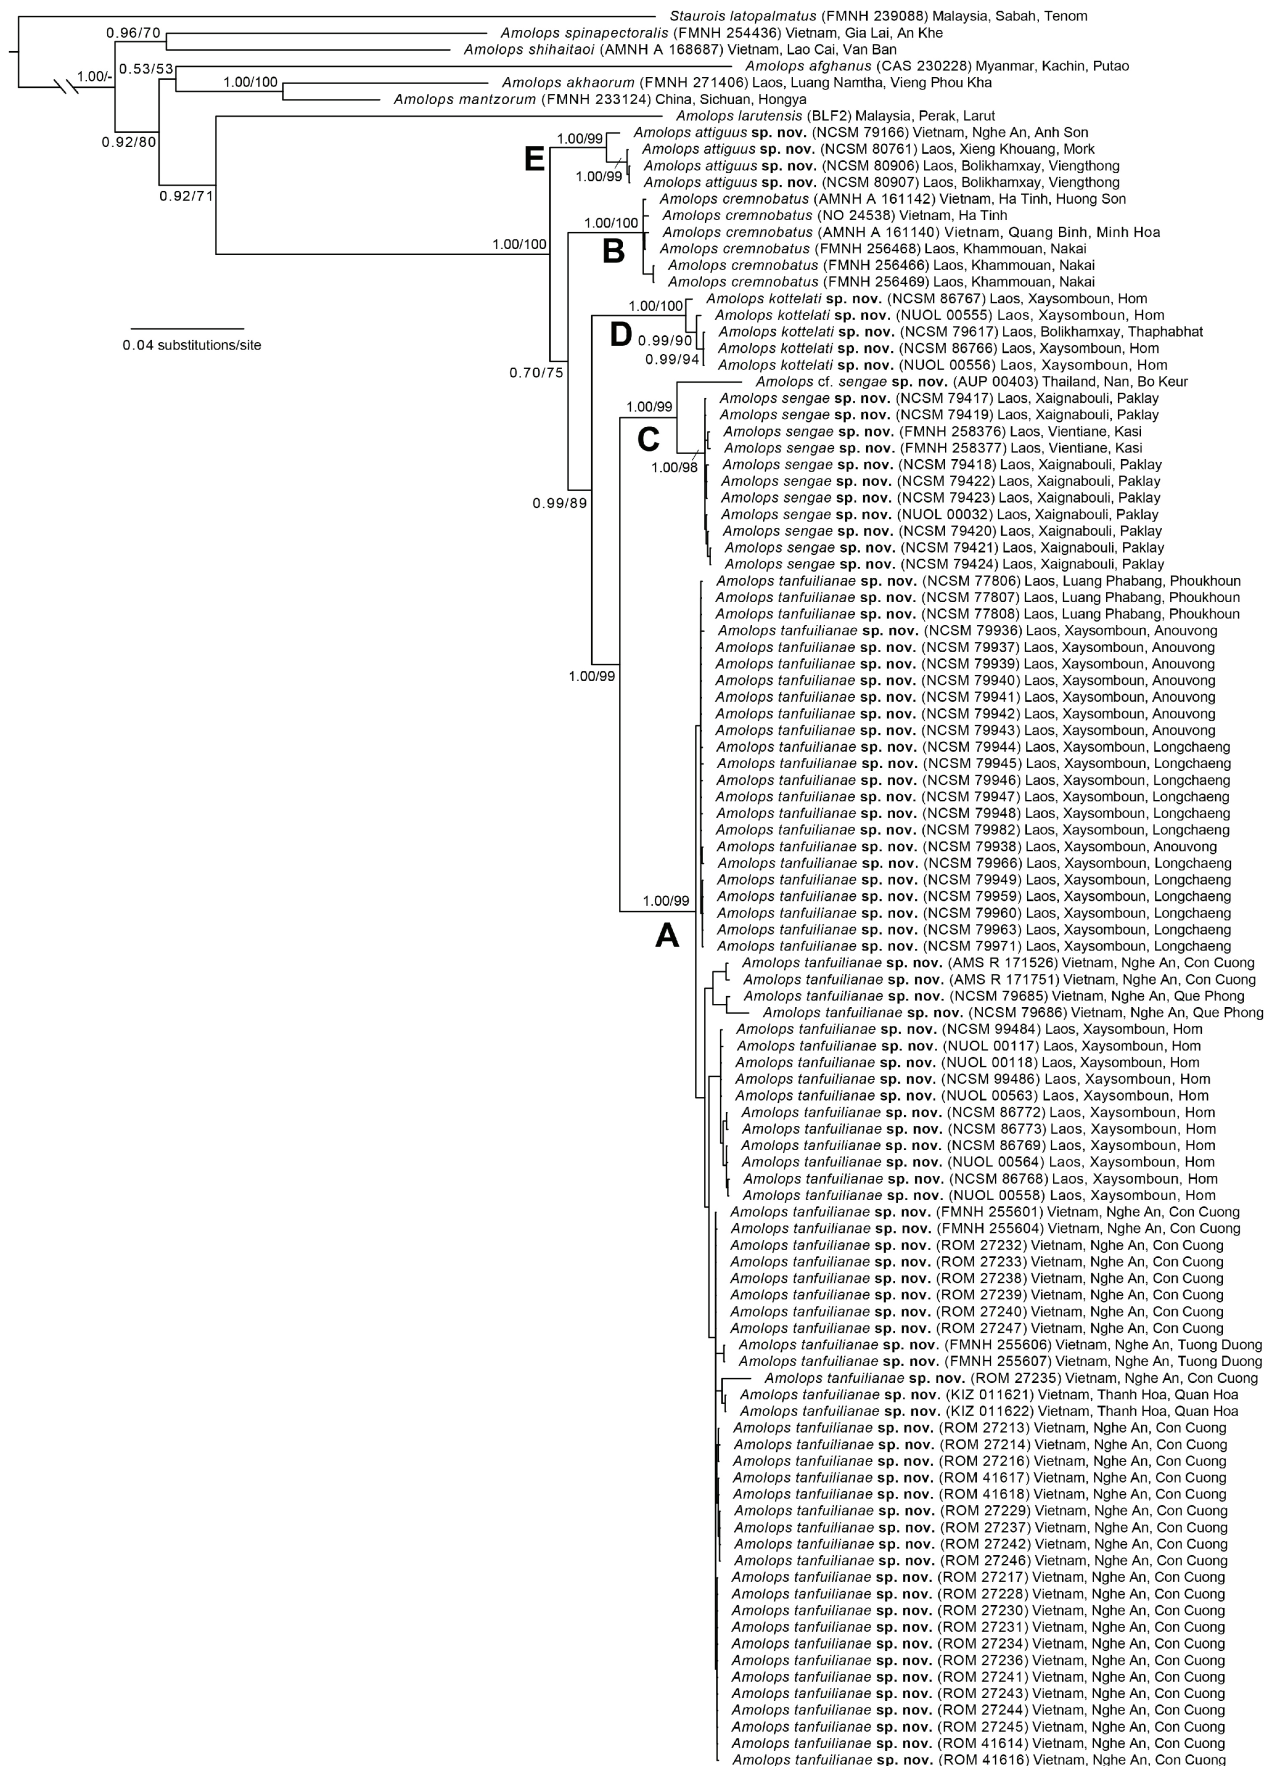 Staurois latopalmatus (FMNH 239088) Malaysia, Sabah, Tenom
0.96/70
Amolops spinapectoralis (FMNH 254436) Vietnam, Gia Lai, An Khe
Amolops shihaitaoi (AMNH A 168687) Vietnam, Lao Cai, Van Ban
1.00/-
0.53/53
Amolops afghanus (CAS 230228) Myanmar, Kachin, Putao
1.00/100
Amolops akhaorum (FMNH 271406) Laos, Luang Namtha, Vieng Phou Kha
Amolops mantzorum (FMNH 233124) China, Sichuan, Hongya
Amolops larutensis (BLF2) Malaysia, Perak, Larut
0.92/80
1.00/99
Amolops attiguus sp. nov. (NCSM 79166) Vietnam, Nghe An, Anh Son
E
Amolops attiguus sp. nov. (NCSM 80761) Laos, Xieng Khouang, Mork
Amolops attiguus sp. nov. (NCSM 80906) Laos, Bolikhamxay, Viengthong
1.00/99
Amolops attiguus sp. nov. (NCSM 80907) Laos, Bolikhamxay, Viengthong
0.92/71
Amolops cremnobatus (AMNH A 161142) Vietnam, Ha Tinh, Huong Son
Amolops cremnobatus (NO 24538) Vietnam, Ha Tinh
1.00/100
Amolops cremnobatus (AMNH A 161140) Vietnam, Quang Binh, Minh Hoa
1.00/100
B
Amolops cremnobatus (FMNH 256468) Laos, Khammouan, Nakai
Amolops cremnobatus (FMNH 256466) Laos, Khammouan, Nakai
Amolops cremnobatus (FMNH 256469) Laos, Khammouan, Nakai
1.00/100
Amolops kottelati sp. nov. (NCSM 86767) Laos, Xaysomboun, Hom
Amolops kottelati sp. nov. (NUOL 00555) Laos, Xaysomboun, Hom
D
Amolops kottelati sp. nov. (NCSM 79617) Laos, Bolikhamxay, Thaphabhat
0.04 substitutions/site
0.99/90
Amolops kottelati sp. nov. (NCSM 86766) Laos, Xaysomboun, Hom
0.99/94
Amolops kottelati sp. nov. (NUOL 00556) Laos, Xaysomboun, Hom
0.70/75
Amolops cf. sengae sp. nov. (AUP 00403) Thailand, Nan, Bo Keur
Amolops sengae sp. nov. (NCSM 79417) Laos, Xaignabouli, Paklay
1.00/99
Amolops sengae sp. nov. (NCSM 79419) Laos, Xaignabouli, Paklay
C
Amolops sengae sp. nov. (FMNH 258376) Laos, Vientiane, Kasi
Amolops sengae sp. nov. (FMNH 258377) Laos, Vientiane, Kasi
1.00/98
Amolops sengae sp. nov. (NCSM 79418) Laos, Xaignabouli, Paklay
Amolops sengae sp. nov. (NCSM 79422) Laos, Xaignabouli, Paklay
Amolops sengae sp. nov. (NCSM 79423) Laos, Xaignabouli, Paklay
0.99/89
Amolops sengae sp. nov. (NUOL 00032) Laos, Xaignabouli, Paklay
Amolops sengae sp. nov. (NCSM 79420) Laos, Xaignabouli, Paklay
Amolops sengae sp. nov. (NCSM 79421) Laos, Xaignabouli, Paklay
Amolops sengae sp. nov. (NCSM 79424) Laos, Xaignabouli, Paklay
Amolops tanfuilianae sp. nov. (NCSM 77806) Laos, Luang Phabang, Phoukhoun
Amolops tanfuilianae sp. nov. (NCSM 77807) Laos, Luang Phabang, Phoukhoun
Amolops tanfuilianae sp. nov. (NCSM 77808) Laos, Luang Phabang, Phoukhoun
Amolops tanfuilianae sp. nov. (NCSM 79936) Laos, Xaysomboun, Anouvong
Amolops tanfuilianae sp. nov. (NCSM 79937) Laos, Xaysomboun, Anouvong
Amolops tanfuilianae sp. nov. (NCSM 79939) Laos, Xaysomboun, Anouvong
1.00/99
Amolops tanfuilianae sp. nov. (NCSM 79940) Laos, Xaysomboun, Anouvong
Amolops tanfuilianae sp. nov. (NCSM 79941) Laos, Xaysomboun, Anouvong
Amolops tanfuilianae sp. nov. (NCSM 79942) Laos, Xaysomboun, Anouvong
Amolops tanfuilianae sp. nov. (NCSM 79943) Laos, Xaysomboun, Anouvong
Amolops tanfuilianae sp. nov. (NCSM 79944) Laos, Xaysomboun, Longchaeng
Amolops tanfuilianae sp. nov. (NCSM 79945) Laos, Xaysomboun, Longchaeng
Amolops tanfuilianae sp. nov. (NCSM 79946) Laos, Xaysomboun, Longchaeng
Amolops tanfuilianae sp. nov. (NCSM 79947) Laos, Xaysomboun, Longchaeng
Amolops tanfuilianae sp. nov. (NCSM 79948) Laos, Xaysomboun, Longchaeng
Amolops tanfuilianae sp. nov. (NCSM 79982) Laos, Xaysomboun, Longchaeng
Amolops tanfuilianae sp. nov. (NCSM 79938) Laos, Xaysomboun, Anouvong
Amolops tanfuilianae sp. nov. (NCSM 79966) Laos, Xaysomboun, Longchaeng
Amolops tanfuilianae sp. nov. (NCSM 79949) Laos, Xaysomboun, Longchaeng
1.00/99
Amolops tanfuilianae sp. nov. (NCSM 79959) Laos, Xaysomboun, Longchaeng
Amolops tanfuilianae sp. nov. (NCSM 79960) Laos, Xaysomboun, Longchaeng
A
Amolops tanfuilianae sp. nov. (NCSM 79963) Laos, Xaysomboun, Longchaeng
Amolops tanfuilianae sp. nov. (NCSM 79971) Laos, Xaysomboun, Longchaeng
Amolops tanfuilianae sp. nov. (AMS R 171526) Vietnam, Nghe An, Con Cuong
Amolops tanfuilianae sp. nov. (AMS R 171751) Vietnam, Nghe An, Con Cuong
Amolops tanfuilianae sp. nov. (NCSM 79685) Vietnam, Nghe An, Que Phong
Amolops tanfuilianae sp. nov. (NCSM 79686) Vietnam, Nghe An, Que Phong
Amolops tanfuilianae sp. nov. (NCSM 99484) Laos, Xaysomboun, Hom
Amolops tanfuilianae sp. nov. (NUOL 00117) Laos, Xaysomboun, Hom
Amolops tanfuilianae sp. nov. (NUOL 00118) Laos, Xaysomboun, Hom
Amolops tanfuilianae sp. nov. (NCSM 99486) Laos, Xaysomboun, Hom
Amolops tanfuilianae sp. nov. (NUOL 00563) Laos, Xaysomboun, Hom
Amolops tanfuilianae sp. nov. (NCSM 86772) Laos, Xaysomboun, Hom
Amolops tanfuilianae sp. nov. (NCSM 86773) Laos, Xaysomboun, Hom
Amolops tanfuilianae sp. nov. (NCSM 86769) Laos, Xaysomboun, Hom
Amolops tanfuilianae sp. nov. (NUOL 00564) Laos, Xaysomboun, Hom
Amolops tanfuilianae sp. nov. (NCSM 86768) Laos, Xaysomboun, Hom
Amolops tanfuilianae sp. nov. (NUOL 00558) Laos, Xaysomboun, Hom
Amolops tanfuilianae sp. nov. (FMNH 255601) Vietnam, Nghe An, Con Cuong
Amolops tanfuilianae sp. nov. (FMNH 255604) Vietnam, Nghe An, Con Cuong
Amolops tanfuilianae sp. nov. (ROM 27232) Vietnam, Nghe An, Con Cuong
Amolops tanfuilianae sp. nov. (ROM 27233) Vietnam, Nghe An, Con Cuong
Amolops tanfuilianae sp. nov. (ROM 27238) Vietnam, Nghe An, Con Cuong
Amolops tanfuilianae sp. nov. (ROM 27239) Vietnam, Nghe An, Con Cuong
Amolops tanfuilianae sp. nov. (ROM 27240) Vietnam, Nghe An, Con Cuong
Amolops tanfuilianae sp. nov. (ROM 27247) Vietnam, Nghe An, Con Cuong
Amolops tanfuilianae sp. nov. (FMNH 255606) Vietnam, Nghe An, Tuong Duong
Amolops tanfuilianae sp. nov. (FMNH 255607) Vietnam, Nghe An, Tuong Duong
Amolops tanfuilianae sp. nov. (ROM 27235) Vietnam, Nghe An, Con Cuong
Amolops tanfuilianae sp. nov. (KIZ 011621) Vietnam, Thanh Hoa, Quan Hoa
Amolops tanfuilianae sp. nov. (KIZ 011622) Vietnam, Thanh Hoa, Quan Hoa
Amolops tanfuilianae sp. nov. (ROM 27213) Vietnam, Nghe An, Con Cuong
Amolops tanfuilianae sp. nov. (ROM 27214) Vietnam, Nghe An, Con Cuong
Amolops tanfuilianae sp. nov. (ROM 27216) Vietnam, Nghe An, Con Cuong
Amolops tanfuilianae sp. nov. (ROM 41617) Vietnam, Nghe An, Con Cuong
Amolops tanfuilianae sp. nov. (ROM 41618) Vietnam, Nghe An, Con Cuong
Amolops tanfuilianae sp. nov. (ROM 27229) Vietnam, Nghe An, Con Cuong
Amolops tanfuilianae sp. nov. (ROM 27237) Vietnam, Nghe An, Con Cuong
Amolops tanfuilianae sp. nov. (ROM 27242) Vietnam, Nghe An, Con Cuong
Amolops tanfuilianae sp. nov. (ROM 27246) Vietnam, Nghe An, Con Cuong
Amolops tanfuilianae sp. nov. (ROM 27217) Vietnam, Nghe An, Con Cuong
Amolops tanfuilianae sp. nov. (ROM 27228) Vietnam, Nghe An, Con Cuong
Amolops tanfuilianae sp. nov. (ROM 27230) Vietnam, Nghe An, Con Cuong
Amolops tanfuilianae sp. nov. (ROM 27231) Vietnam, Nghe An, Con Cuong
Amolops tanfuilianae sp. nov. (ROM 27234) Vietnam, Nghe An, Con Cuong
Amolops tanfuilianae sp. nov. (ROM 27236) Vietnam, Nghe An, Con Cuong
Amolops tanfuilianae sp. nov. (ROM 27241) Vietnam, Nghe An, Con Cuong
Amolops tanfuilianae sp. nov. (ROM 27243) Vietnam, Nghe An, Con Cuong
Amolops tanfuilianae sp. nov. (ROM 27244) Vietnam, Nghe An, Con Cuong
Amolops tanfuilianae sp. nov. (ROM 27245) Vietnam, Nghe An, Con Cuong
Amolops tanfuilianae sp. nov. (ROM 41614) Vietnam, Nghe An, Con Cuong
Amolops tanfuilianae sp. nov. (ROM 41616) Vietnam, Nghe An, Con Cuong